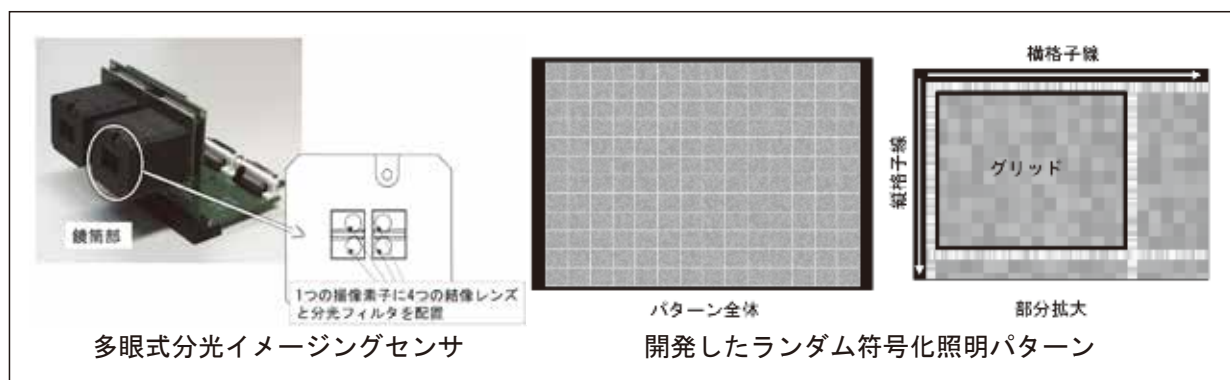 鏡筒部
1つの撮像素子に4つの結像レンズ
と分光フィルタを配置
多眼式分光イメージングセンサ
パターン全体
横格子線
縦格子線
グリッド
部分拡大
開発したランダム符号化照明パターン